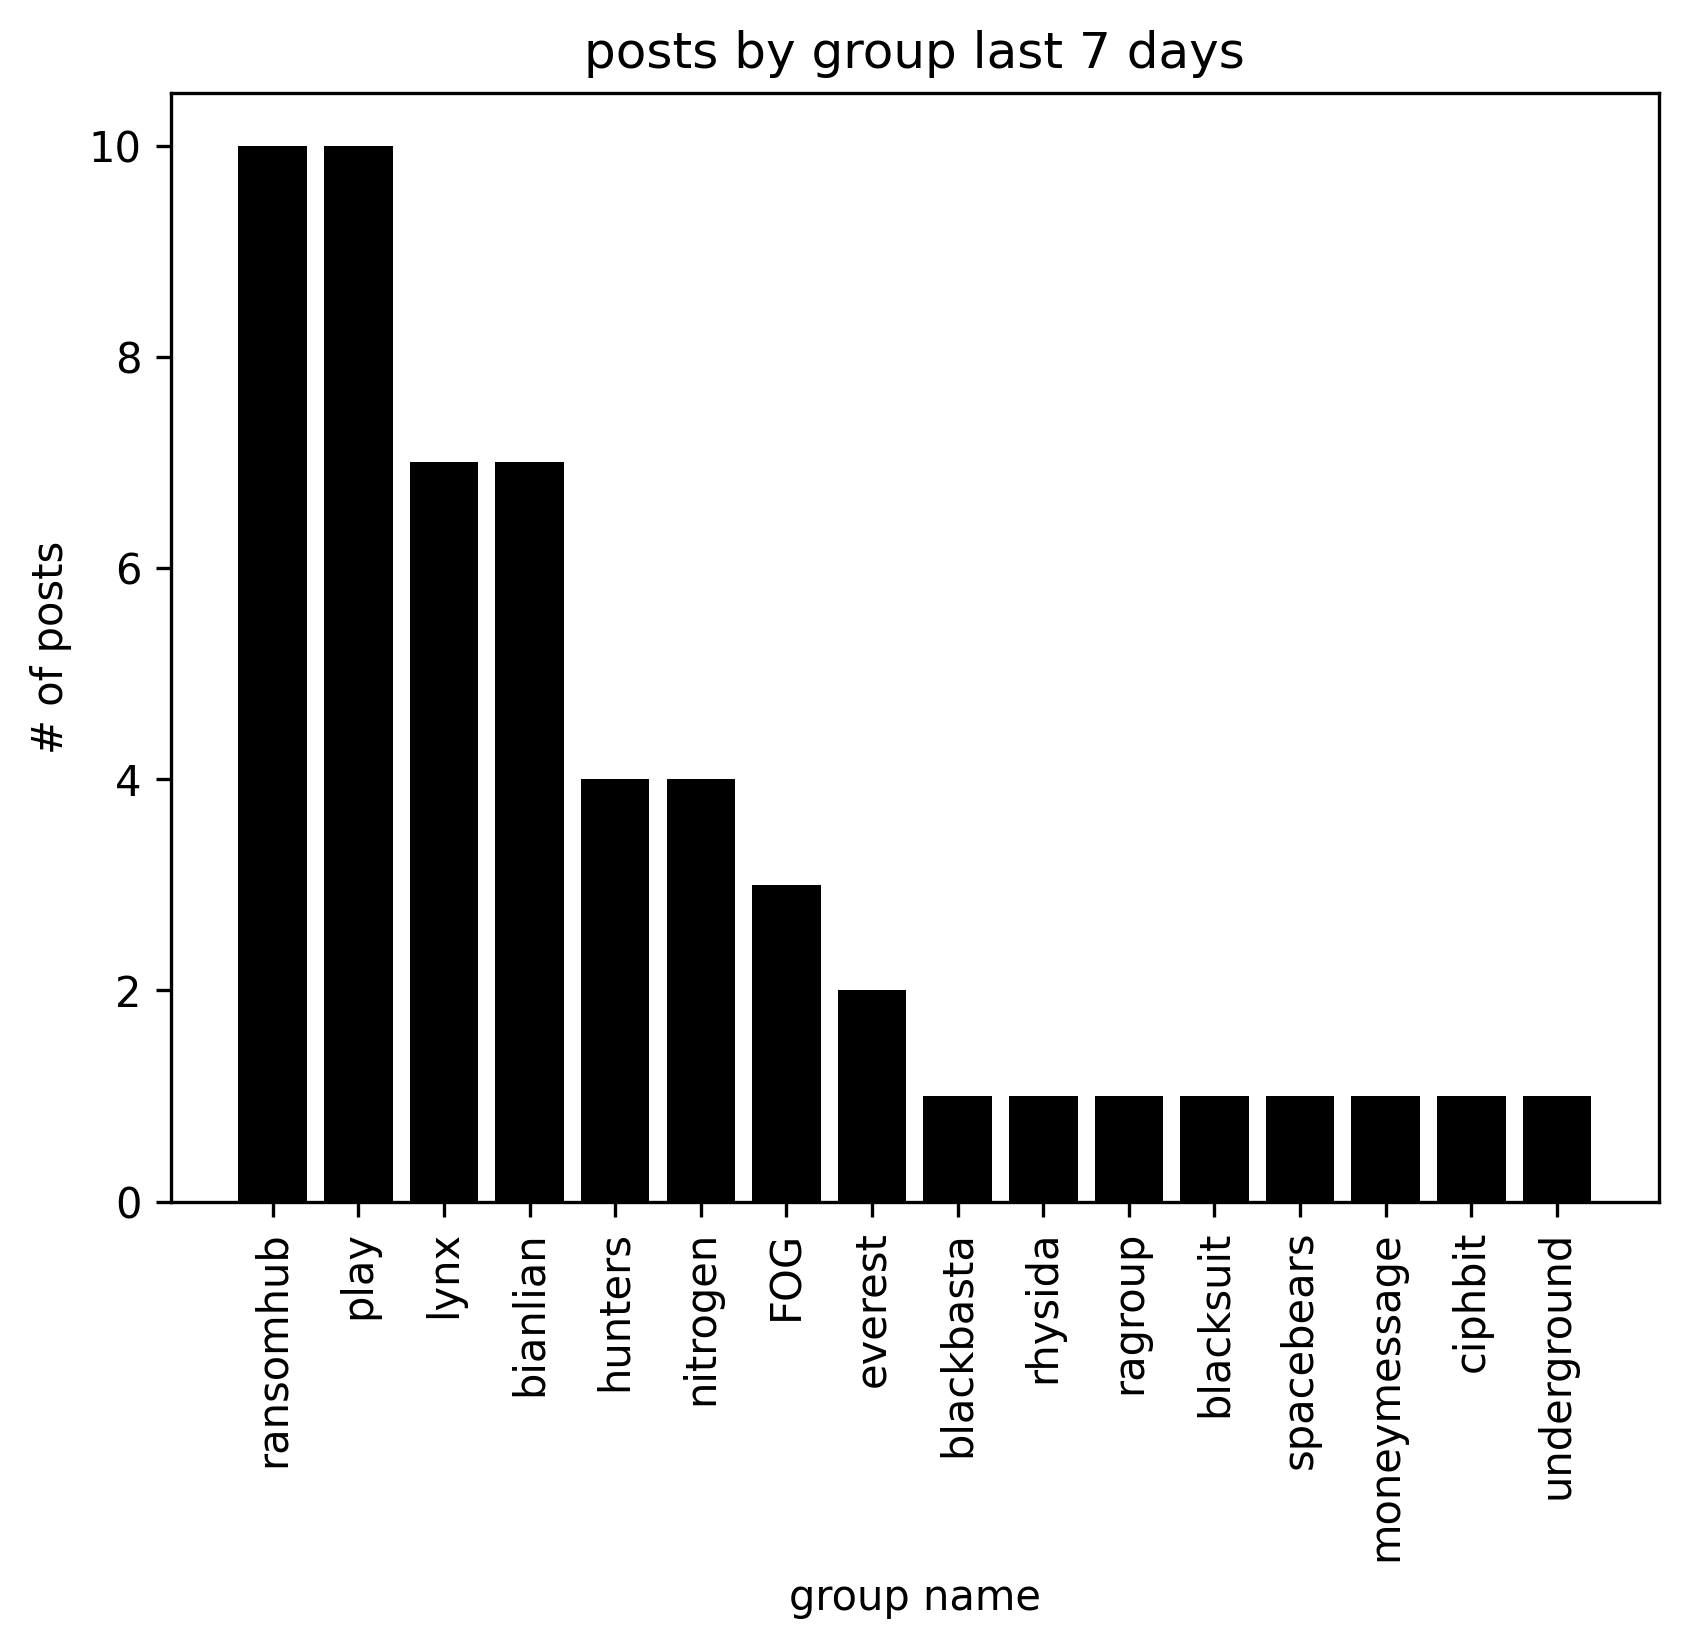 posts by group last 7 days
10
8
6
4
2
0
# of posts
ransomhub
play
lynx
bianlian
hunters
nitrogen
FOG
everest
blackbasta
rhysida
ragroup
blacksuit
spacebears
moneymessage
ciphbit
underground
group name